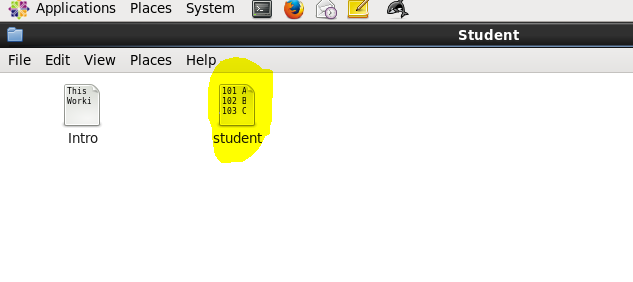 Applications Places System
Student
File Edit View Places Help
This
Worki
101 A
102 B
103 C
Intro
student